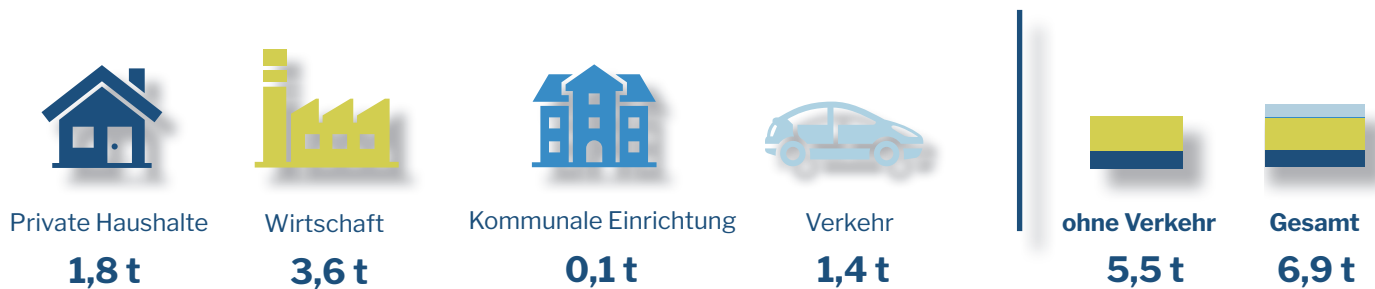 Private Haushalte
1,8 t
Wirtschaft
3,6 t
Kommunale Einrichtung
0,1 t
Verkehr
1,4 t
ohne Verkehr
5,5 t
Gesamt
6,9 t